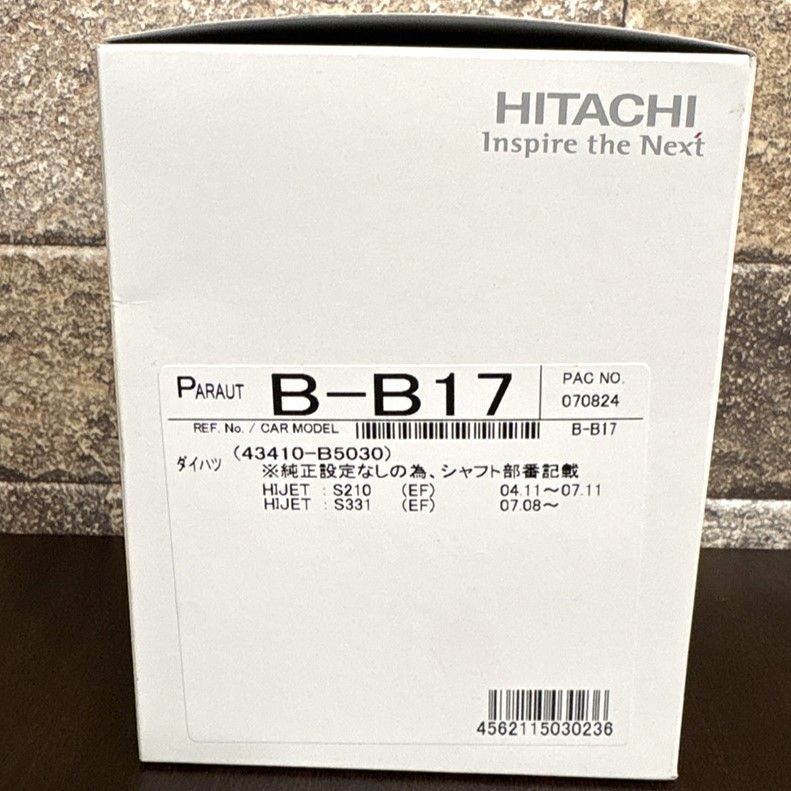 HITACHI
Inspire the Next
PARAUT B-B17 PAC NO. 070824
REF. No. / CAR MODEL B-B17
ダイハツ (43410-B5030)
※純正設定なしの為、シャフト部番記載
HIJET : S210 (EF) 04.11～07.11
HIJET : S331 (EF) 07.08～
4562115030236